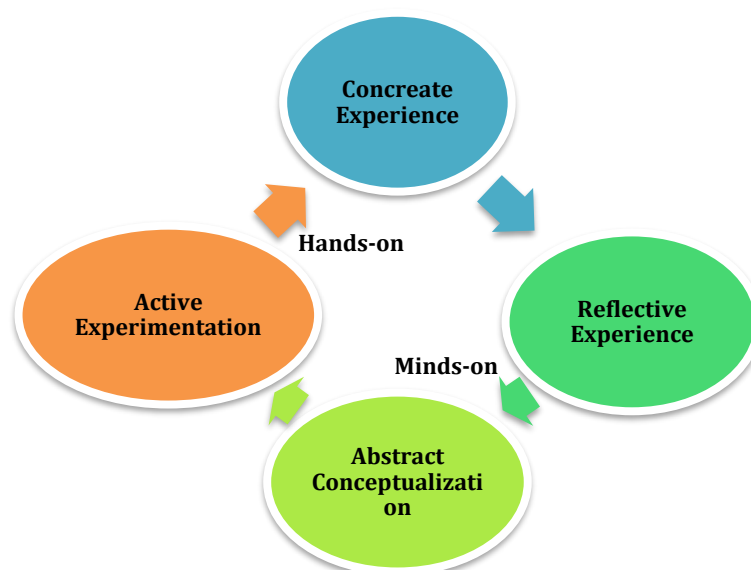 Concreate
Experience
Hands-on
Active
Experimentation
Reflective
Experience
Minds-on
Abstract
Conceptualizati
on